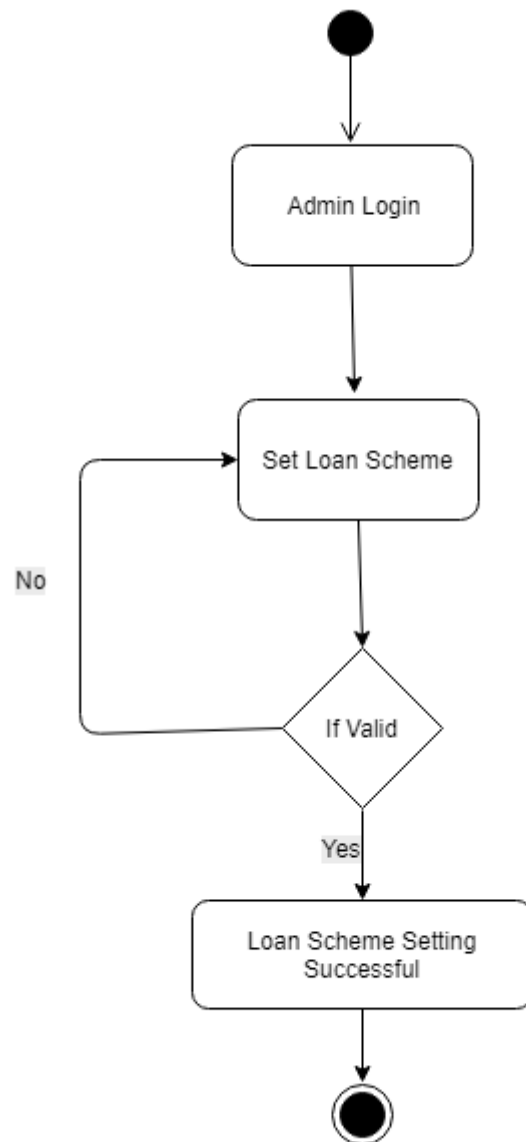 Admin Login
Set Loan Scheme
No
If Valid
Yes
Loan Scheme Setting
Successful